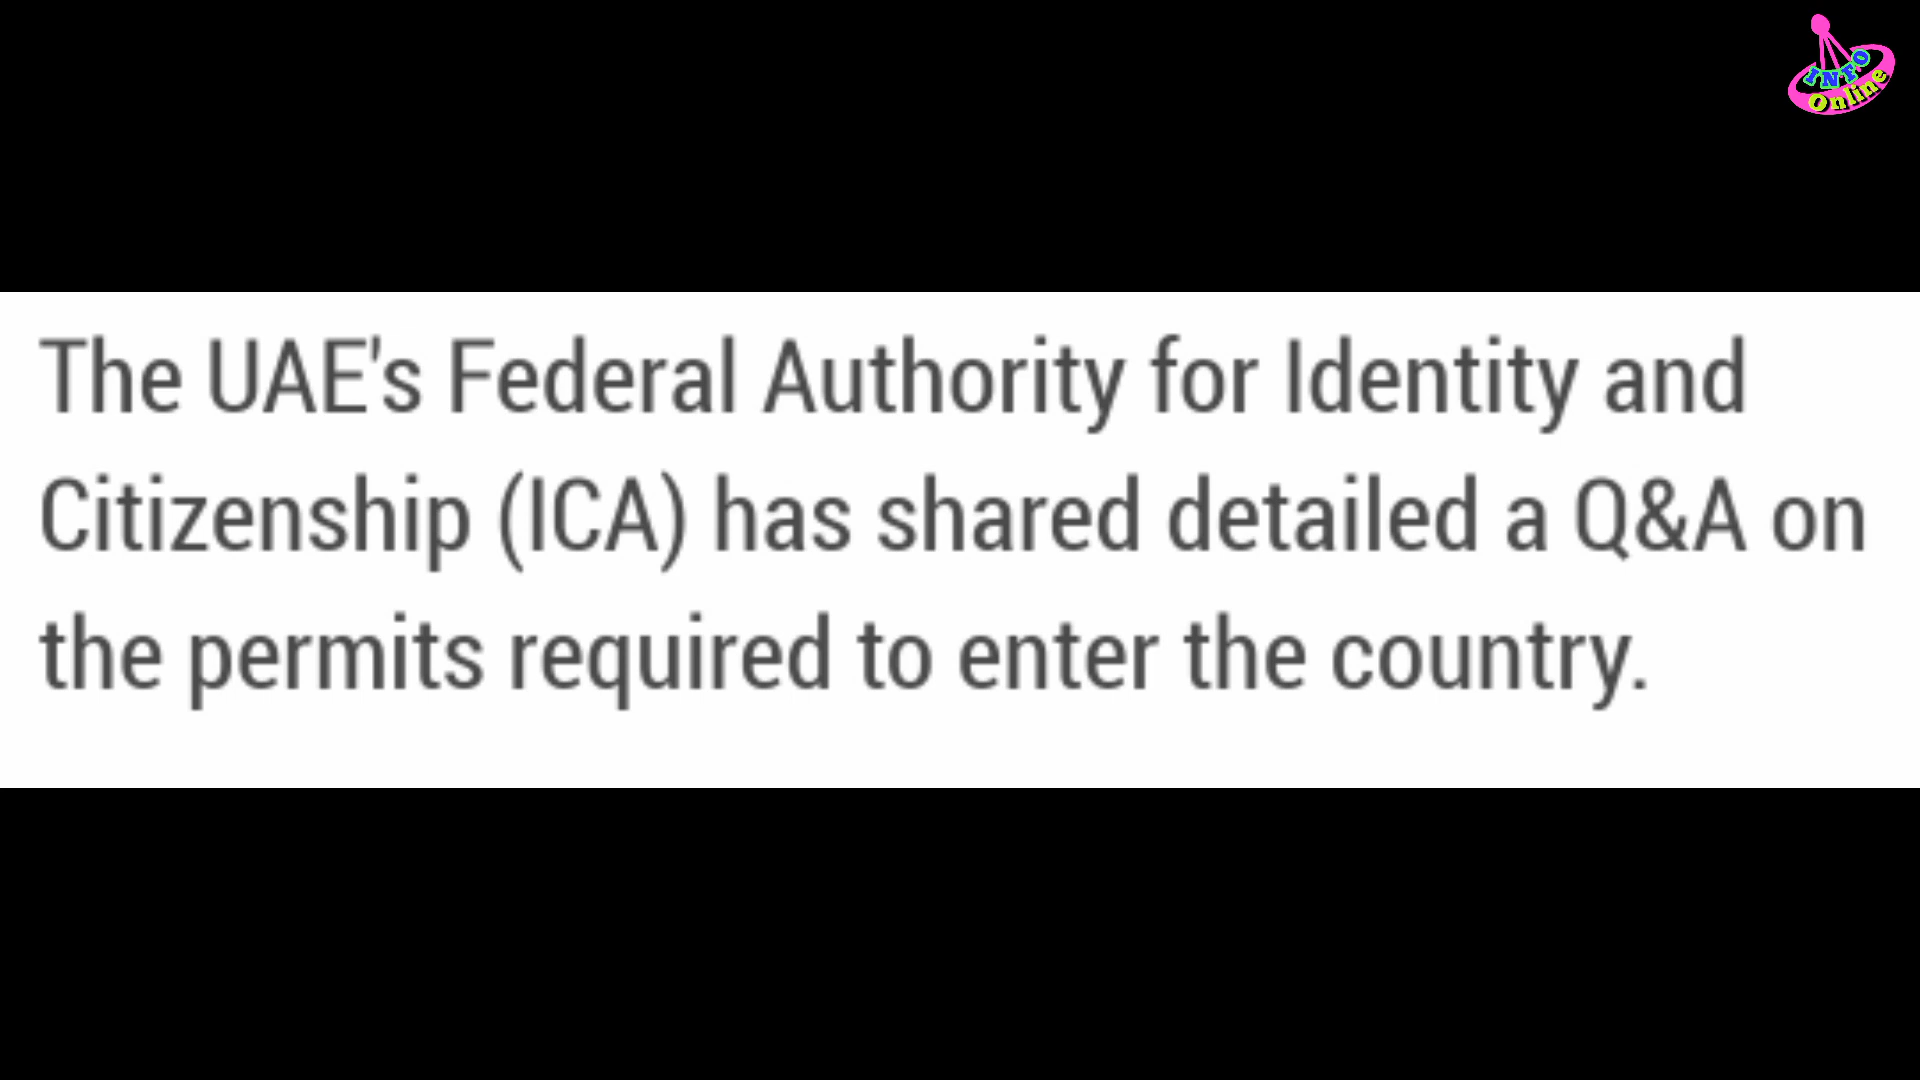 INFO
Online
The UAE's Federal Authority for Identity and
Citizenship (ICA) has shared detailed a Q&A on
the permits required to enter the country.